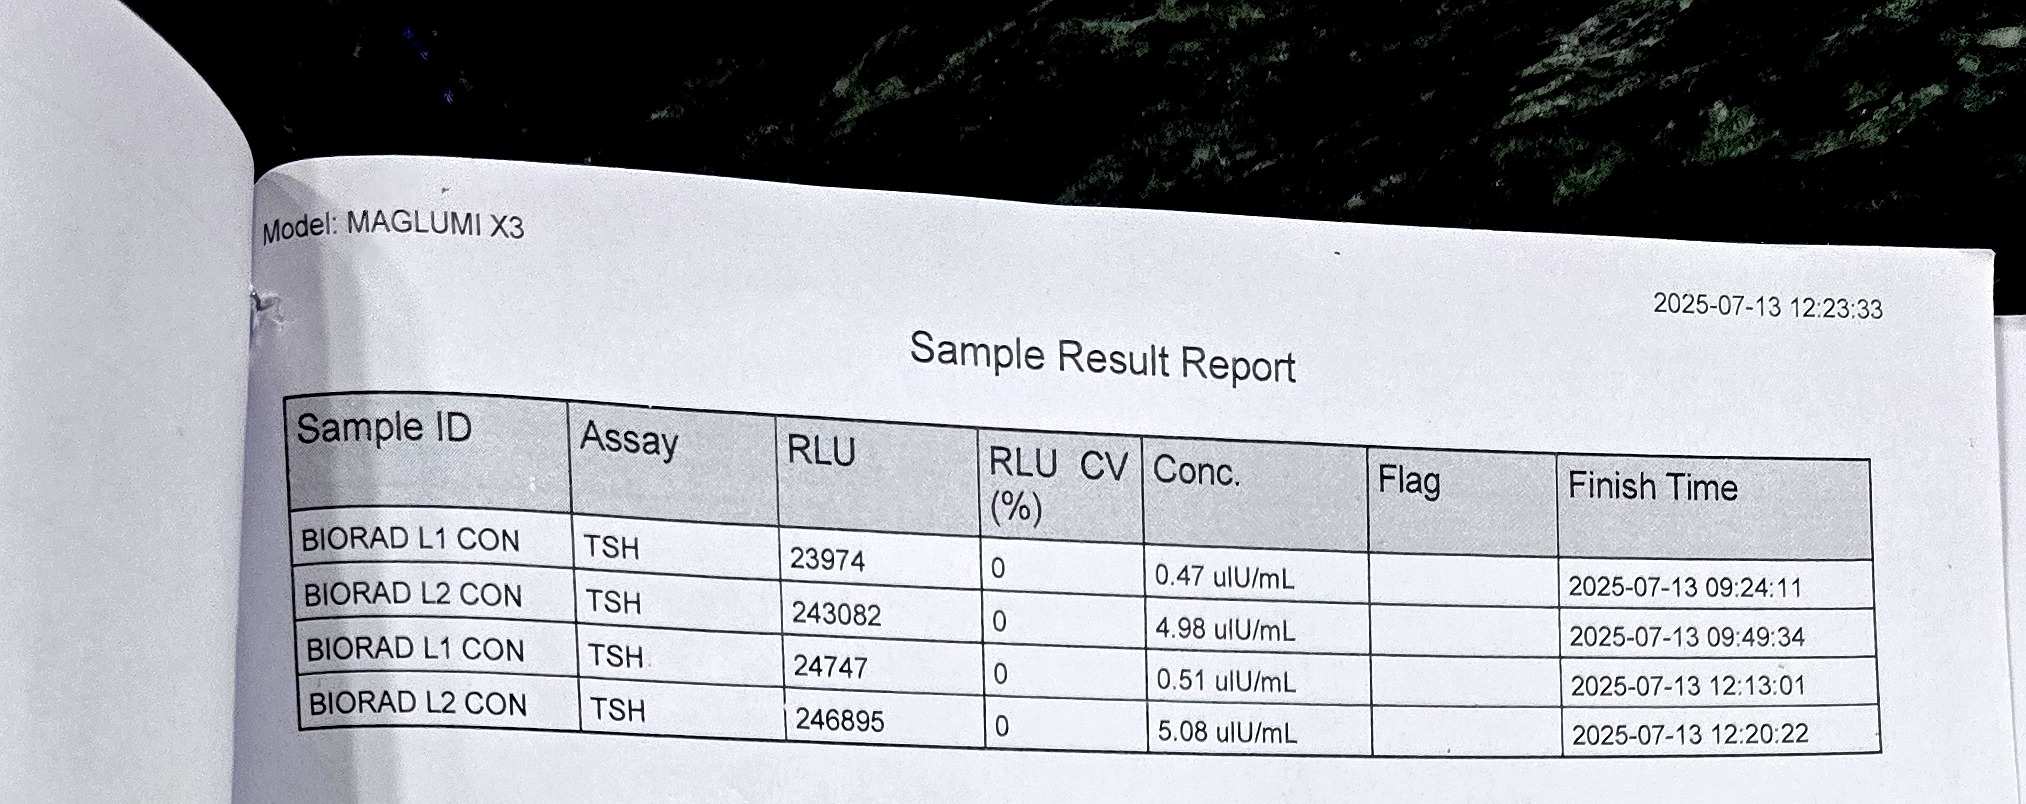 Model: MAGLUMI X3
2025-07-13 12:23:33
Sample Result Report
Sample ID Assay RLU RLU CV (%) Conc. Flag Finish Time
BIORAD L1 CON TSH 23974 0 0.47 uIU/mL 2025-07-13 09:24:11
BIORAD L2 CON TSH 243082 0 4.98 uIU/mL 2025-07-13 09:49:34
BIORAD L1 CON TSH 24747 0 0.51 uIU/mL 2025-07-13 12:13:01
BIORAD L2 CON TSH 246895 0 5.08 uIU/mL 2025-07-13 12:20:22